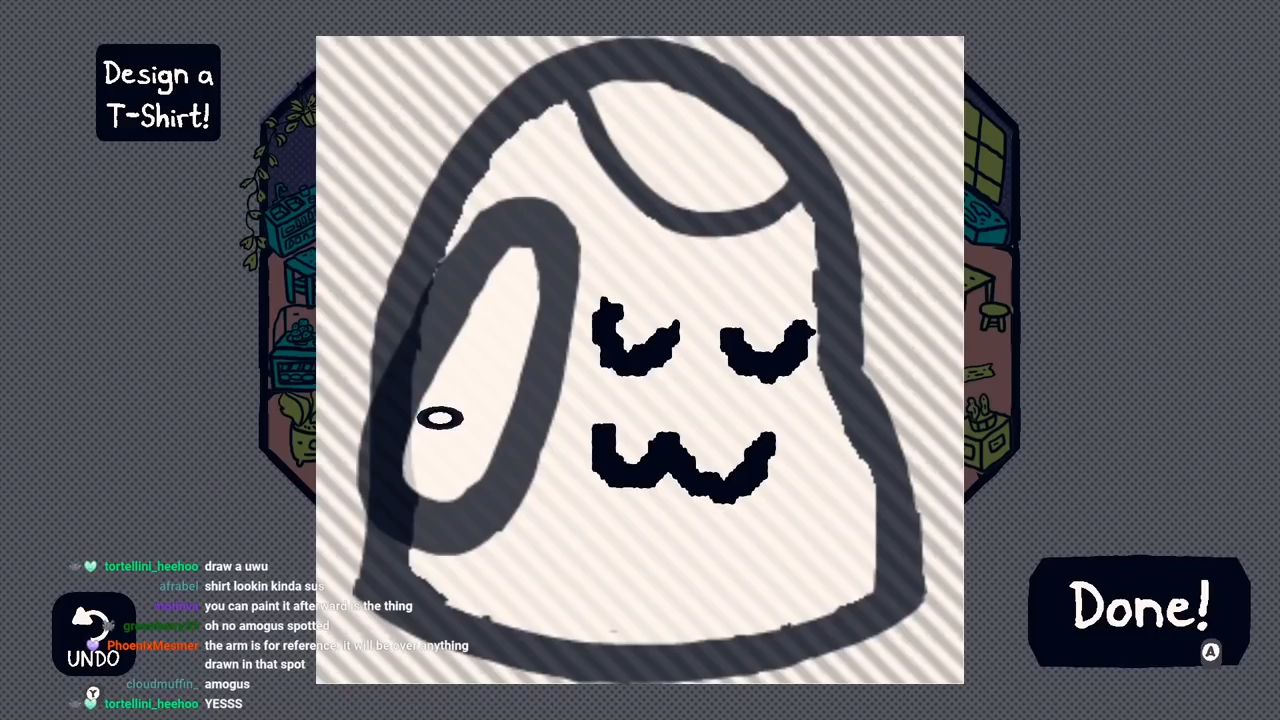 Design a
T-Shirt!
UwU
Done!
A
UNDO
Y
tortellini_heehoo draw a uwu
afrabel shirt lookin kinda sus
you can paint it afterward is the thing
oh no amogus spotted
PhoenixMesmer the arm is for reference, it will be over anything
drawn in that spot
cloudmuffin_ amogus
tortellini_heehoo YESSS